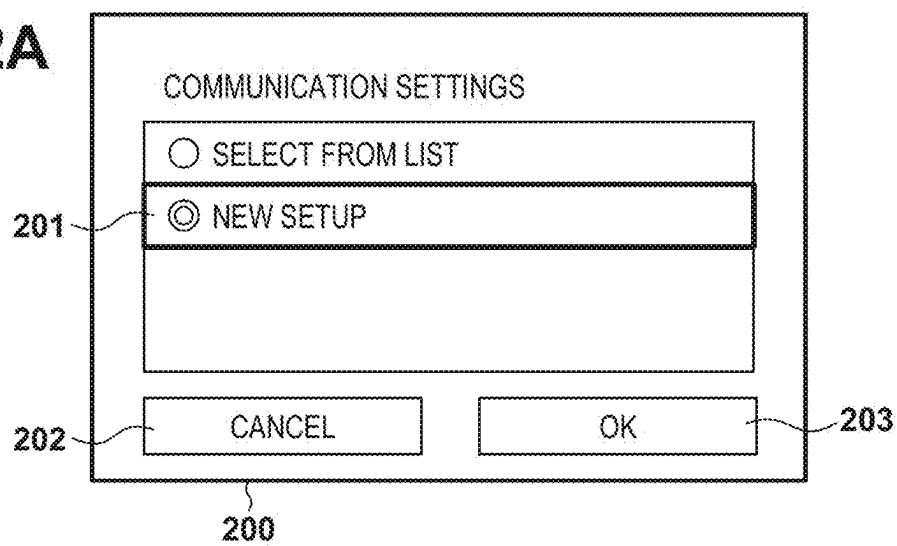 2A
COMMUNICATION SETTINGS
SELECT FROM LIST
201
NEW SETUP
202
CANCEL
OK
203
200